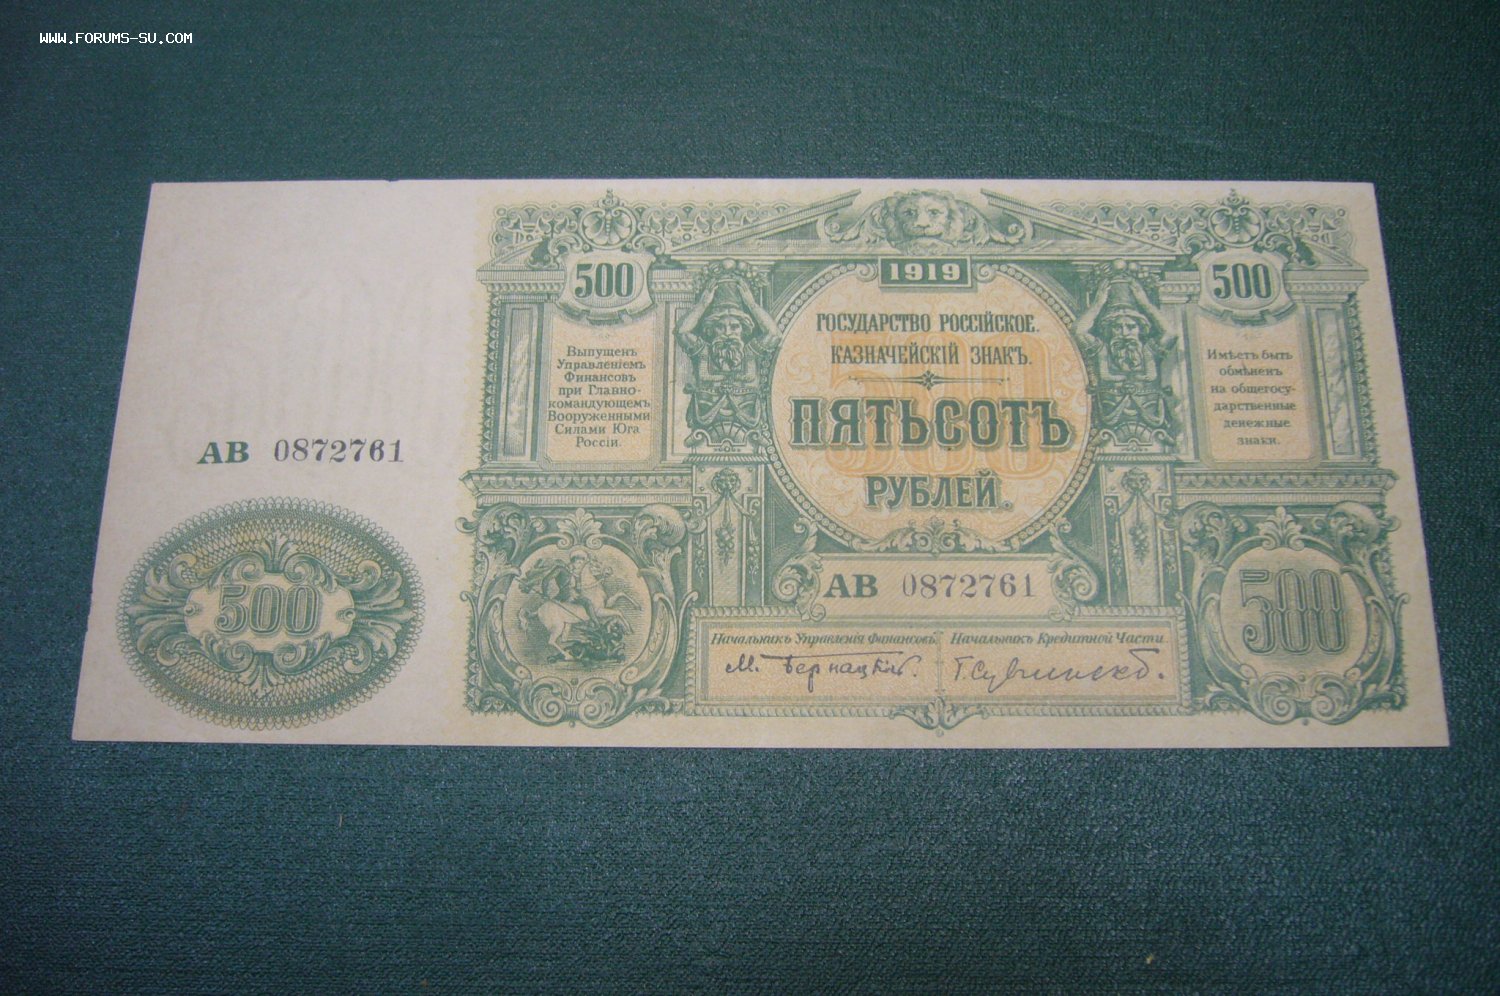 WWW.FORUMS-SU.COM
500
1919
500
ГОСУДАРСТВО РОССІЙСКОЕ.
КАЗНАЧЕЙСКІЙ ЗНАКЪ.
500
ПЯТЬСОТЪ
РУБЛЕЙ.
Выпущенъ
Управленіемъ
Финансовъ
при Главно-
командующемъ
Вооруженными
Силами Юга
Россіи.
Имѣетъ быть
обмѣненъ
на общегосу-
дарственные
денежные
знаки.
АВ 0872761
500
АВ 0872761
500
Начальникъ Управленія Финансовъ.
М. Бернацкій.
Начальникъ Кредитной Части.